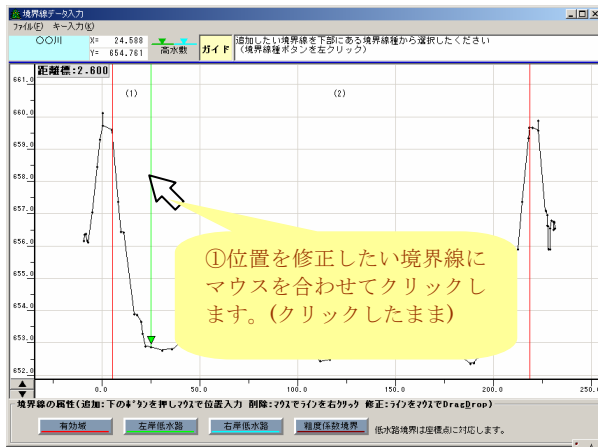 境界線データ入力
ファイル(F) キー入力(K)
〇〇川
X= 24.588
Y= 654.761
高水敷
ガイド
追加したい境界線を下部にある境界線種から選択したください
(境界線種ボタンを左クリック)
距離標:2.600
(1)
(2)
661.0
660.0
659.0
658.0
657.0
656.0
655.0
654.0
653.0
652.0
①位置を修正したい境界線に
マウスを合わせてクリックし
ます。(クリックしたまま)
0.0
50.0
100.0
150.0
200.0
250.
境界線の属性(追加:下のボタンを押しマウスで位置入力 削除:マウスでラインを右クリック 修正:ラインをマウスでDragDrop)
有効域
左岸低水路
右岸低水路
粗度係数境界
低水路境界は座標点に対応します。